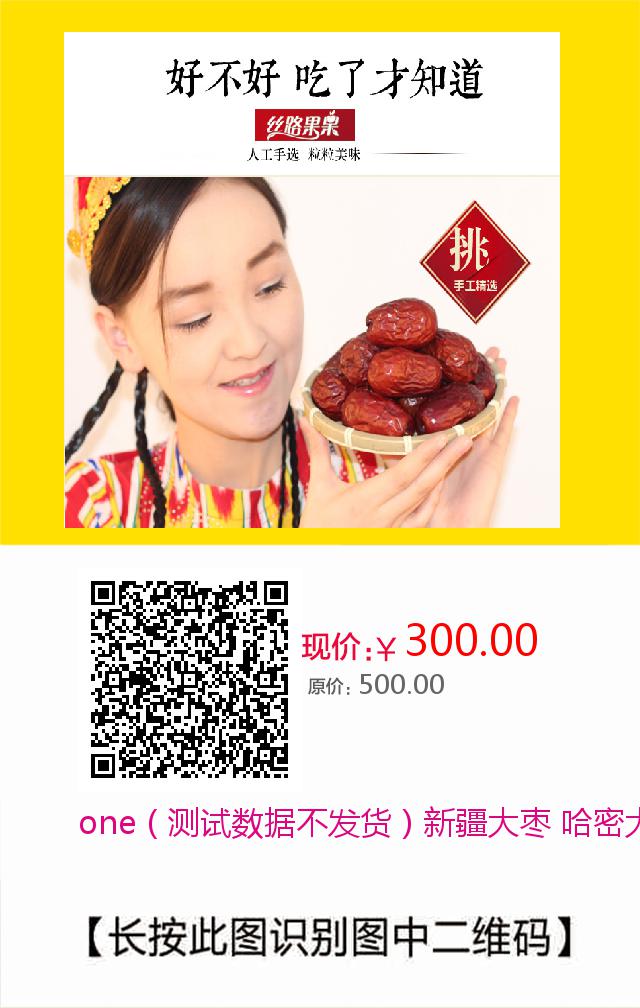 好不好 吃了才知道
丝路果果
人工手选 粒粒美味
挑
手工精选
现价:¥ 300.00
原价: 500.00
one（测试数据不发货）新疆大枣 哈密大
【长按此图识别图中二维码】